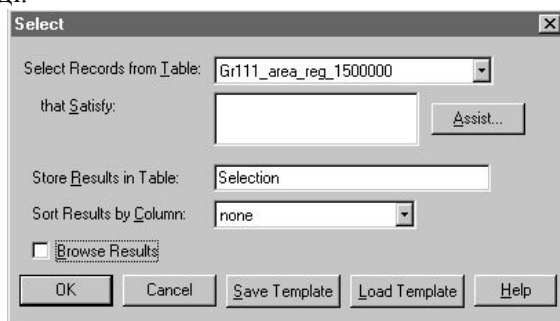 ді.
Select
Select Records from Table: Gr111_area_reg_1500000
that Satisfy:
Assist...
Store Results in Table: Selection
Sort Results by Column: none
Browse Results
OK Cancel Save Template Load Template Help